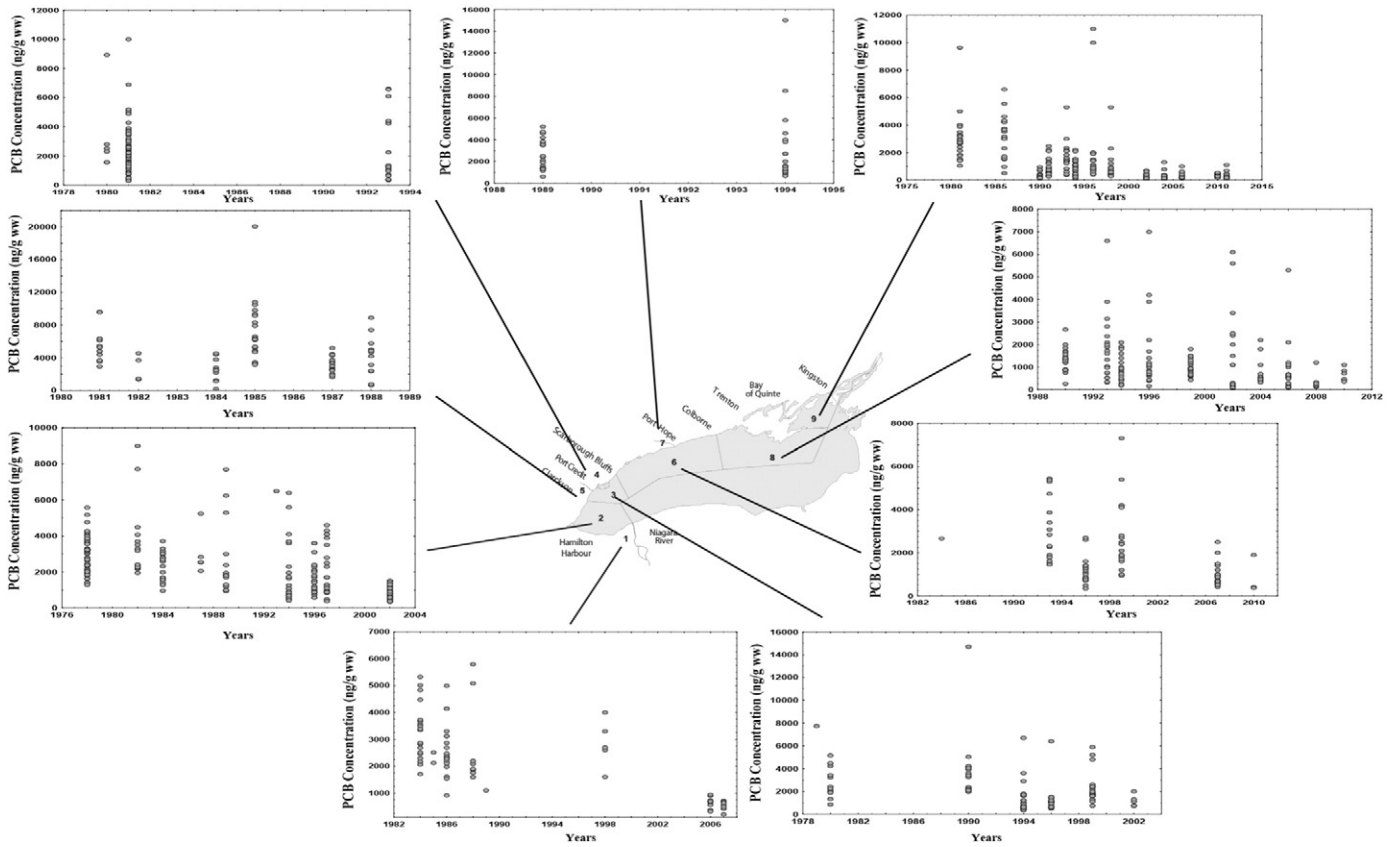 PCB Concentration (ng/g ww)
12000
10000
8000
6000
4000
2000
0
1978 1980 1982 1984 1986 1988 1990 1992 1994
Years
PCB Concentration (ng/g ww)
16000
14000
12000
10000
8000
6000
4000
2000
0
1988 1989 1990 1991 1992 1993 1994 1995
Years
PCB Concentration (ng/g ww)
12000
10000
8000
6000
4000
2000
0
1975 1980 1985 1990 1995 2000 2005 2010 2015
Years
PCB Concentration (ng/g ww)
20000
16000
12000
8000
4000
0
1980 1981 1982 1983 1984 1985 1986 1987 1988 1989
Years
PCB Concentration (ng/g ww)
8000
7000
6000
5000
4000
3000
2000
1000
0
1988 1992 1996 2000 2004 2008 2012
Years
Kingston
Bay
of Quinte
Trenton
Colborne
Port Hope
Scarborough Bluffs
Port Credit
Clarkson
9
8
7
6
4
5
3
2
1
Hamilton
Harbour
Niagara
River
PCB Concentration (ng/g ww)
10000
8000
6000
4000
2000
0
1976 1980 1984 1988 1992 1996 2000 2004
Years
PCB Concentration (ng/g ww)
8000
6000
4000
2000
0
1982 1986 1990 1994 1998 2002 2006 2010
Years
PCB Concentration (ng/g ww)
7000
6000
5000
4000
3000
2000
1000
1982 1986 1990 1994 1998 2002 2006
Years
PCB Concentration (ng/g ww)
16000
14000
12000
10000
8000
6000
4000
2000
0
1978 1982 1986 1990 1994 1998 2002
Years